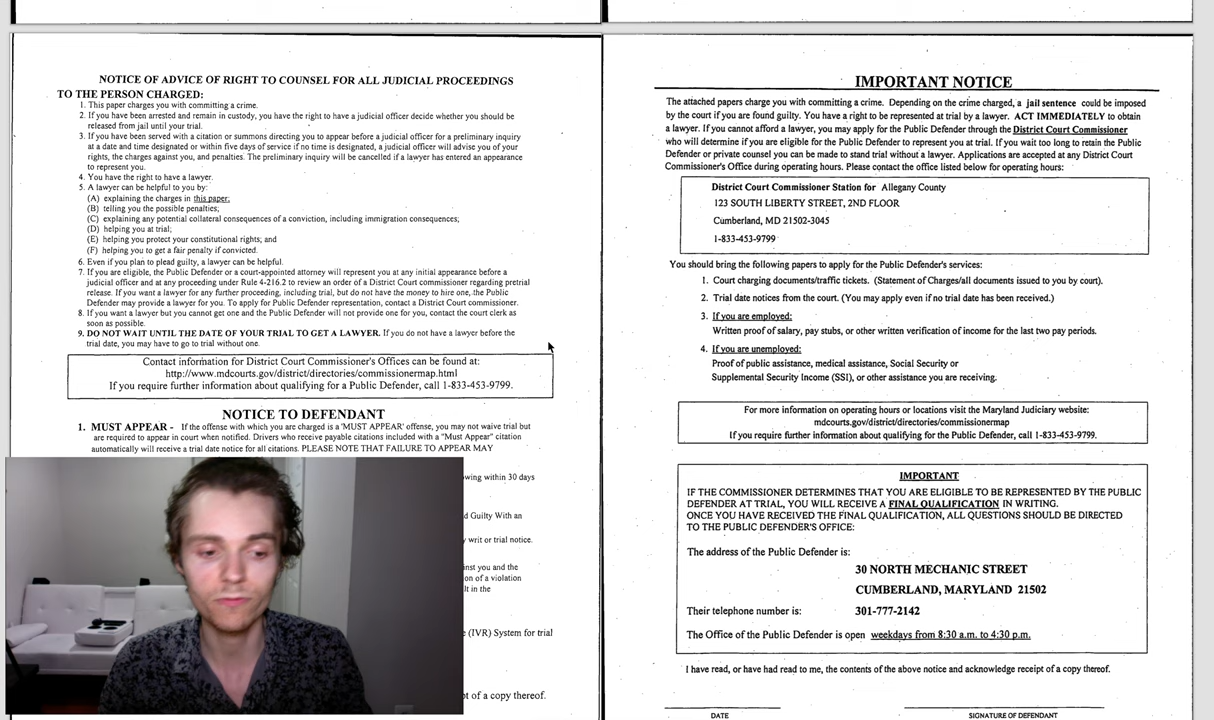 NOTICE OF ADVICE OF RIGHT TO COUNSEL FOR ALL JUDICIAL PROCEEDINGS
TO THE PERSON CHARGED:
1. This paper charges you with committing a crime.
2. If you have been arrested and remain in custody, you have the right to have a judicial officer decide whether you should be
released from jail until your trial.
3. If you have been served with a citation or summons directing you to appear before a judicial officer for a preliminary inquiry
at a date and time designated or within five days of service if no time is designated, a judicial officer will advise you of your
rights, the charges against you, and penalties. The preliminary inquiry will be cancelled if a lawyer has entered an appearance
to represent you.
4. You have the right to have a lawyer.
5. A lawyer can be helpful to you by:
(A) explaining the charges in this paper;
(B) telling you the possible penalties;
(C) explaining any potential collateral consequences of a conviction, including immigration consequences;
(D) helping you at trial;
(E) helping you protect your constitutional rights; and
(F) helping you to get a fair penalty if convicted.
6. Even if you plan to plead guilty, a lawyer can be helpful.
7. If you are eligible, the Public Defender or a court-appointed attorney will represent you at any initial appearance before a
judicial officer and at any proceeding under Rule 4-216.2 to review an order of a District Court commissioner regarding pretrial
release. If you want a lawyer for any further proceeding, including trial, but do not have the money to hire one, the Public
Defender may provide a lawyer for you. To apply for Public Defender representation, contact a District Court commissioner.
8. If you want a lawyer but you cannot get one and the Public Defender will not provide one for you, contact the court clerk as
soon as possible.
9. DO NOT WAIT UNTIL THE DATE OF YOUR TRIAL TO GET A LAWYER. If you do not have a lawyer before the
trial date, you may have to go to trial without one.
Contact information for District Court Commissioner's Offices can be found at:
http://www.mdcourts.gov/district/directories/commissionermap.html
If you require further information about qualifying for a Public Defender, call 1-833-453-9799.
NOTICE TO DEFENDANT
1. MUST APPEAR - If the offense with which you are charged is a 'MUST APPEAR' offense, you may not waive trial but
are required to appear in court when notified. Drivers who receive payable citations included with a "Must Appear" citation
automatically will receive a trial date notice for all citations. PLEASE NOTE THAT FAILURE TO APPEAR MAY
owing within 30 days
d Guilty With an
y writ or trial notice.
inst you and the
on of a violation
lt in the
e (IVR) System for trial
pt of a copy thereof.
IMPORTANT NOTICE
The attached papers charge you with committing a crime. Depending on the crime charged, a jail sentence could be imposed
by the court if you are found guilty. You have a right to be represented at trial by a lawyer. ACT IMMEDIATELY to obtain
a lawyer. If you cannot afford a lawyer, you may apply for the Public Defender through the District Court Commissioner
who will determine if you are eligible for the Public Defender to represent you at trial. If you wait too long to retain the Public
Defender or private counsel you can be made to stand trial without a lawyer. Applications are accepted at any District Court
Commissioner's Office during operating hours. Please contact the office listed below for operating hours:
District Court Commissioner Station for Allegany County
123 SOUTH LIBERTY STREET, 2ND FLOOR
Cumberland, MD 21502-3045
1-833-453-9799
You should bring the following papers to apply for the Public Defender's services:
1. Court charging documents/traffic tickets. (Statement of Charges/all documents issued to you by court).
2. Trial date notices from the court. (You may apply even if no trial date has been received.)
3. If you are employed:
Written proof of salary, pay stubs, or other written verification of income for the last two pay periods.
4. If you are unemployed:
Proof of public assistance, medical assistance, Social Security or
Supplemental Security Income (SSI), or other assistance you are receiving.
For more information on operating hours or locations visit the Maryland Judiciary website:
mdcourts.gov/district/directories/commissionermap
If you require further information about qualifying for the Public Defender, call 1-833-453-9799.
IMPORTANT
IF THE COMMISSIONER DETERMINES THAT YOU ARE ELIGIBLE TO BE REPRESENTED BY THE PUBLIC
DEFENDER AT TRIAL, YOU WILL RECEIVE A FINAL QUALIFICATION IN WRITING.
ONCE YOU HAVE RECEIVED THE FINAL QUALIFICATION, ALL QUESTIONS SHOULD BE DIRECTED
TO THE PUBLIC DEFENDER'S OFFICE:
The address of the Public Defender is:
30 NORTH MECHANIC STREET
CUMBERLAND, MARYLAND 21502
Their telephone number is: 301-777-2142
The Office of the Public Defender is open weekdays from 8:30 a.m. to 4:30 p.m.
I have read, or have had read to me, the contents of the above notice and acknowledge receipt of a copy thereof.
DATE SIGNATURE OF DEFENDANT